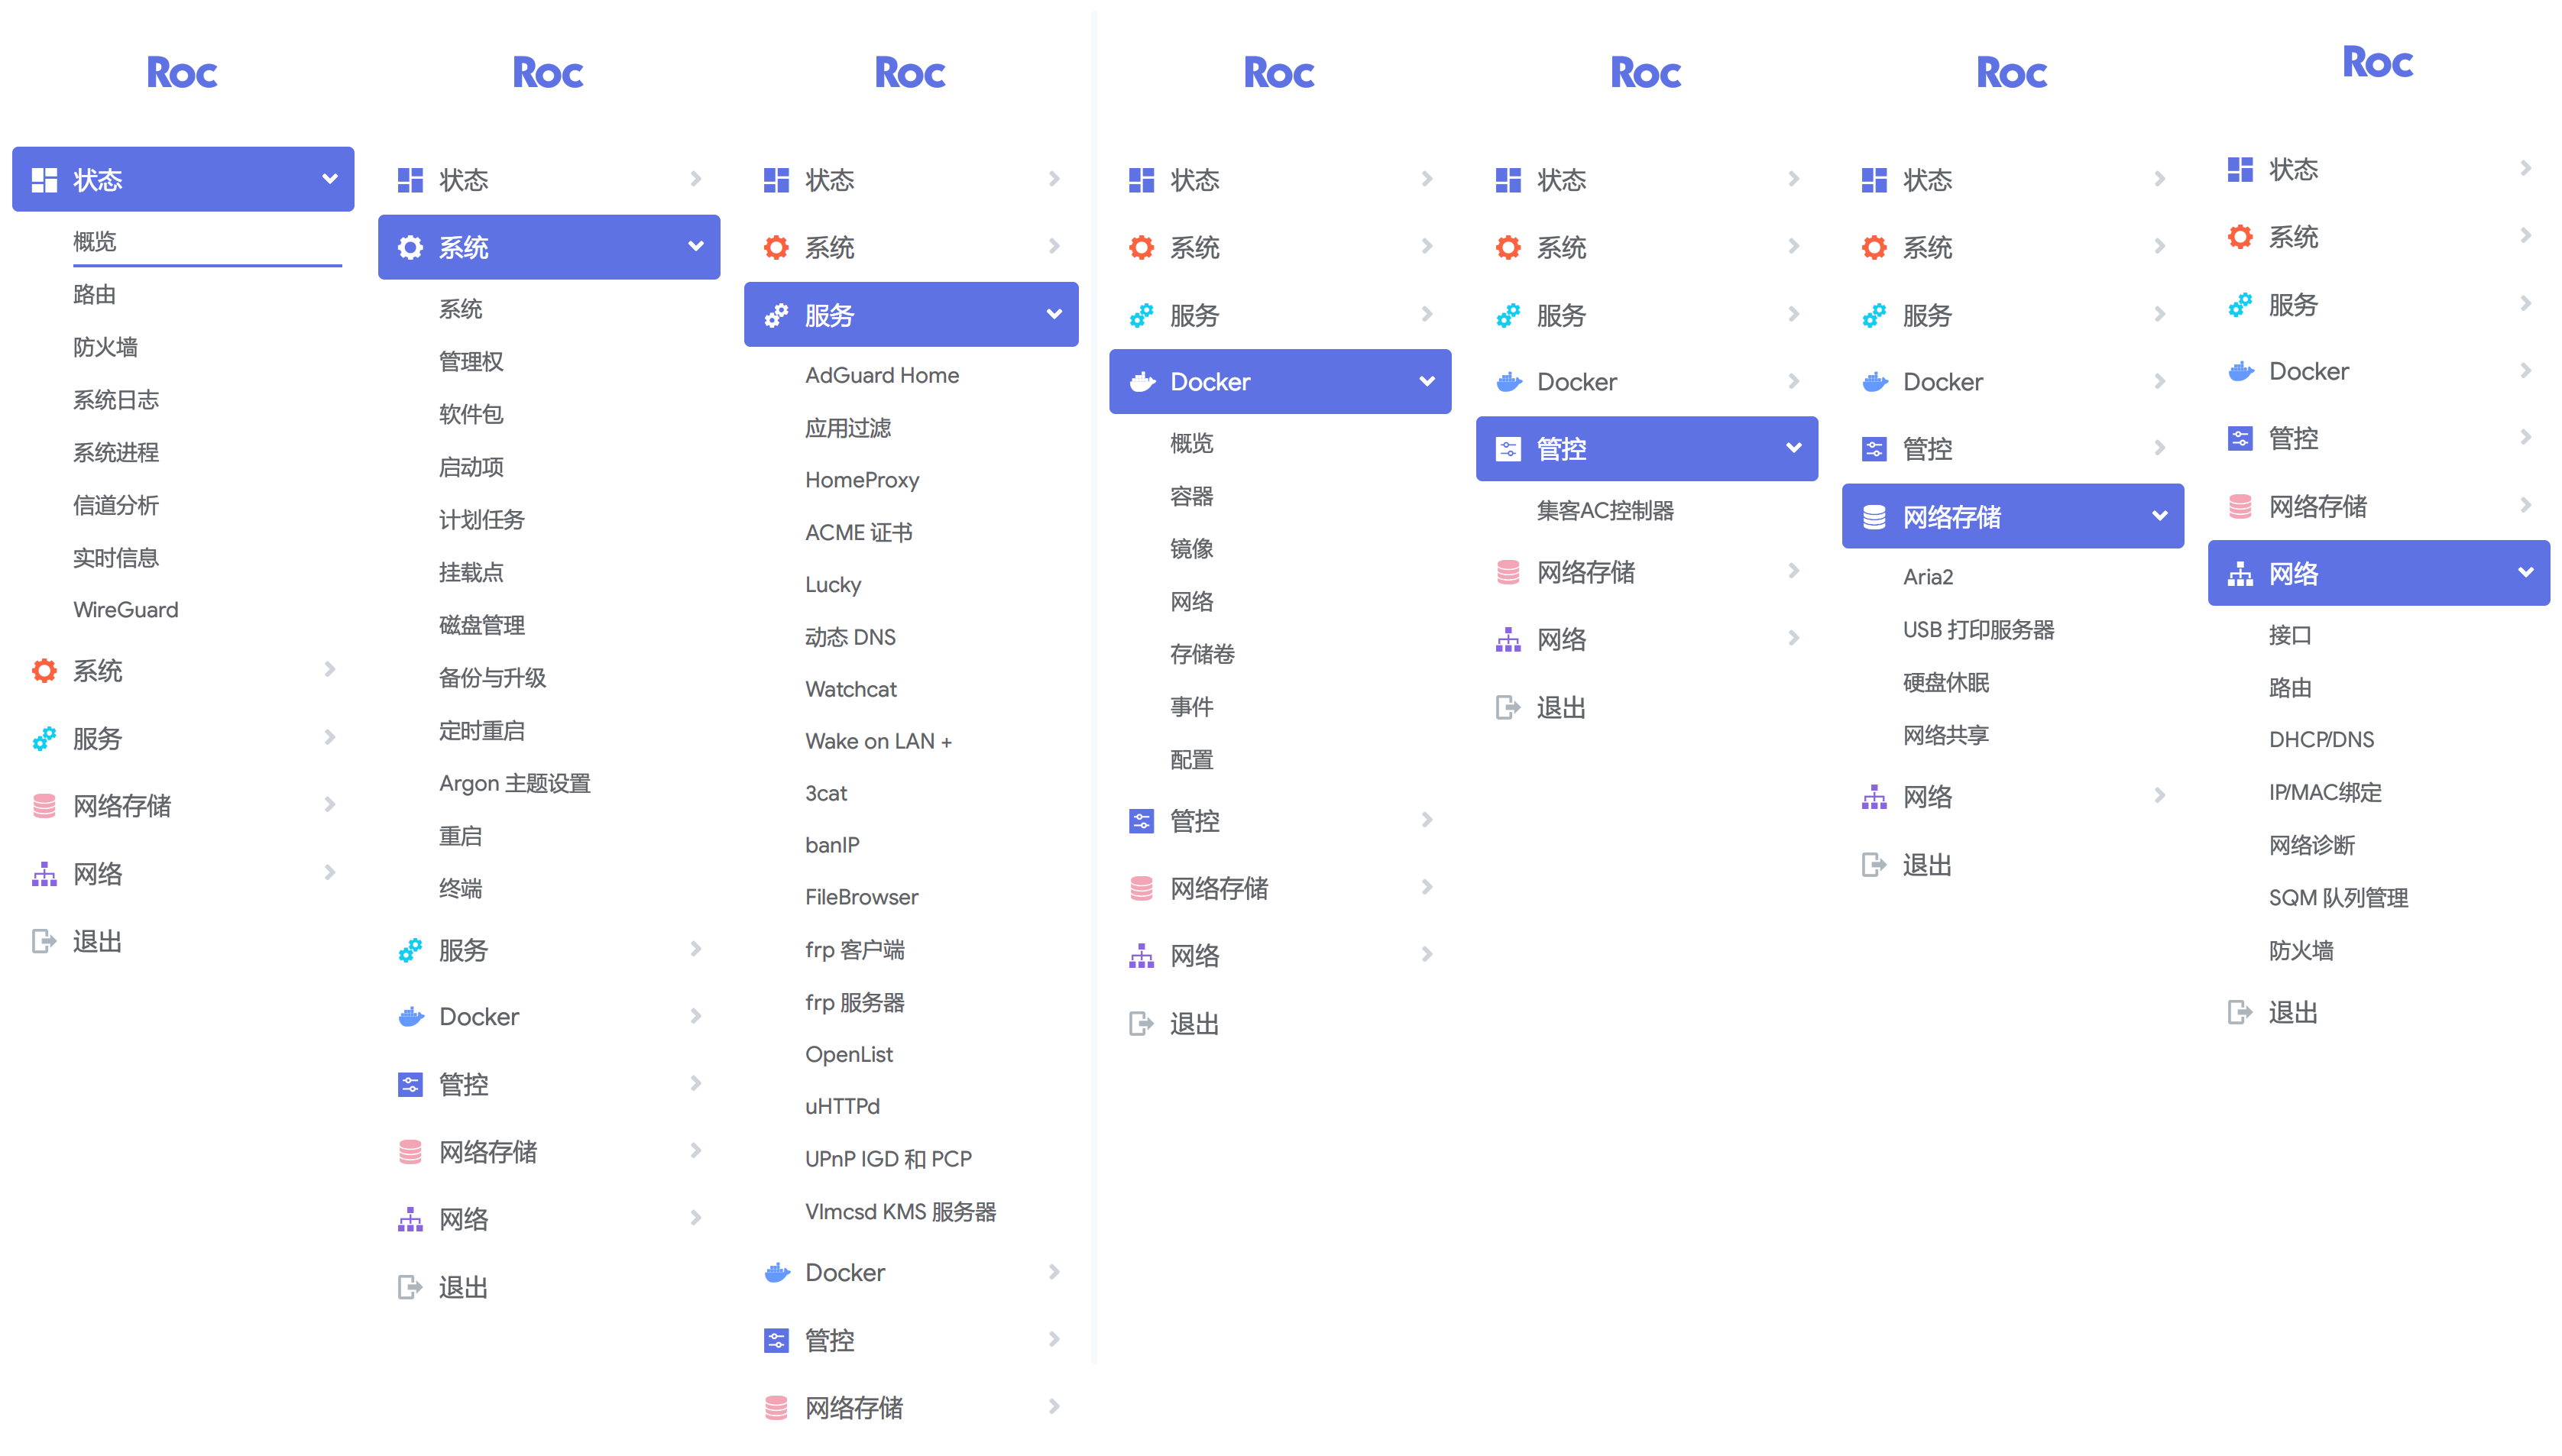 Roc
状态
概览
路由
防火墙
系统日志
系统进程
信道分析
实时信息
WireGuard
系统
服务
网络存储
网络
退出
Roc
状态
系统
系统
管理权
软件包
启动项
计划任务
挂载点
磁盘管理
备份与升级
定时重启
Argon 主题设置
重启
终端
服务
Docker
管控
网络存储
网络
退出
Roc
状态
系统
服务
AdGuard Home
应用过滤
HomeProxy
ACME 证书
Lucky
动态 DNS
Watchcat
Wake on LAN +
3cat
banIP
FileBrowser
frp 客户端
frp 服务器
OpenList
uHTTPd
UPnP IGD 和 PCP
Vlmcsd KMS 服务器
Docker
管控
网络存储
Roc
状态
系统
服务
Docker
概览
容器
镜像
网络
存储卷
事件
配置
管控
网络存储
网络
退出
Roc
状态
系统
服务
Docker
管控
集客AC控制器
网络存储
网络
退出
Roc
状态
系统
服务
Docker
管控
网络存储
Aria2
USB 打印服务器
硬盘休眠
网络共享
网络
退出
Roc
状态
系统
服务
Docker
管控
网络存储
网络
接口
路由
DHCP/DNS
IP/MAC绑定
网络诊断
SQM 队列管理
防火墙
退出